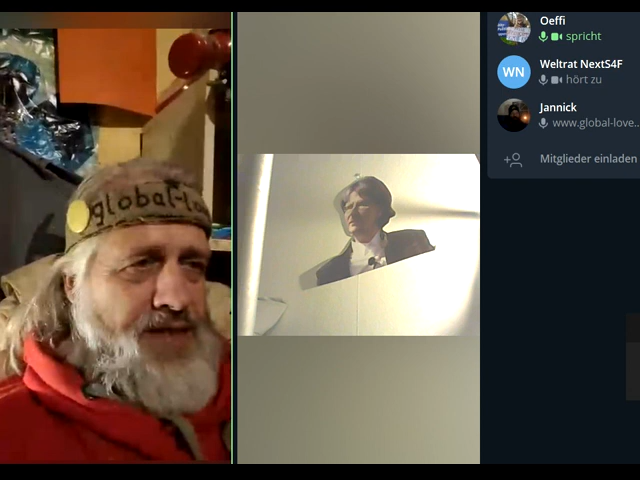 global-lo
Oeffi
spricht
WN
Weltrat NextS4F
hört zu
Jannick
www.global-love...
Mitglieder einladen